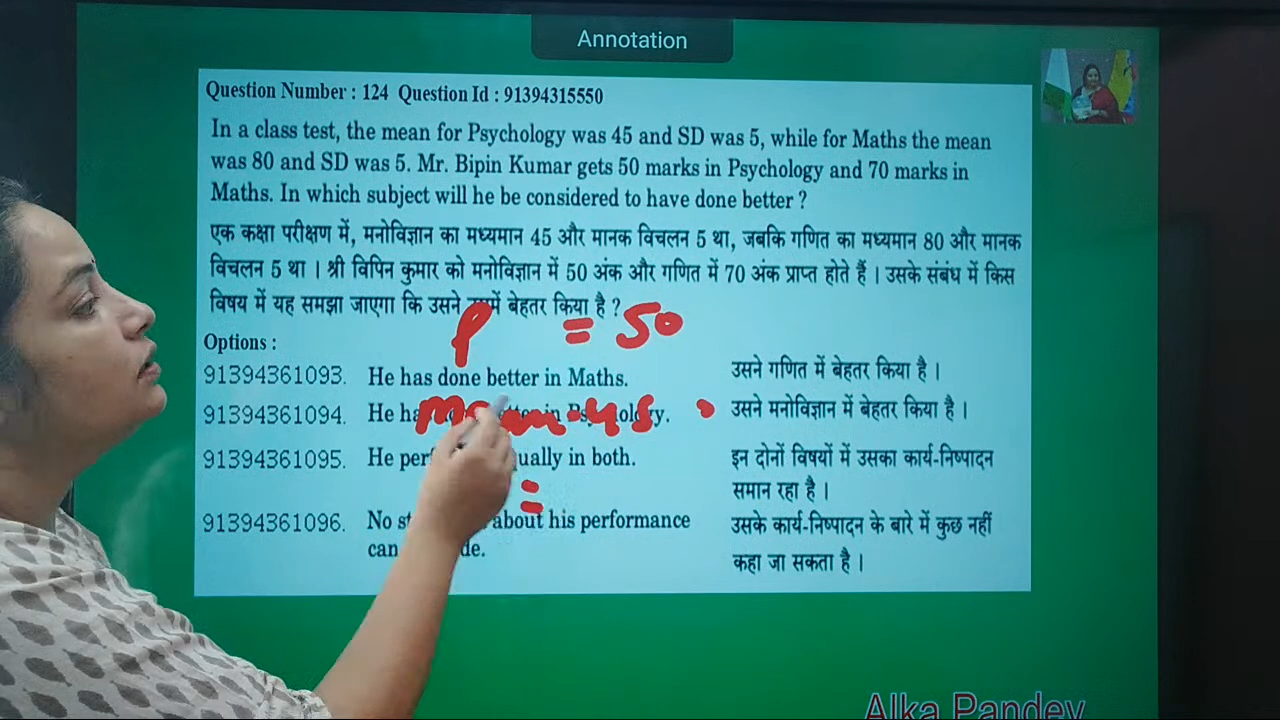 Annotation
Question Number : 124 Question Id : 91394315550
In a class test, the mean for Psychology was 45 and SD was 5, while for Maths the mean
was 80 and SD was 5. Mr. Bipin Kumar gets 50 marks in Psychology and 70 marks in
Maths. In which subject will he be considered to have done better ?
एक कक्षा परीक्षण में, मनोविज्ञान का मध्यमान 45 और मानक विचलन 5 था, जबकि गणित का मध्यमान 80 और मानक
विचलन 5 था । श्री विपिन कुमार को मनोविज्ञान में 50 अंक और गणित में 70 अंक प्राप्त होते हैं । उसके संबंध में किस
विषय में यह समझा जाएगा कि उसने बेहतर किया है ?
P = 50
Options :
91394361093. He has done better in Maths. उसने गणित में बेहतर किया है ।
91394361094. He in उसने मनोविज्ञान में बेहतर किया है ।
mean - 45
91394361095. He in both. इन दोनों विषयों में उसका कार्य-निष्पादन
समान रहा है ।
=
91394361096. No about his performance उसके कार्य-निष्पादन के बारे में कुछ नहीं
can कहा जा सकता है ।
Alka Pandey